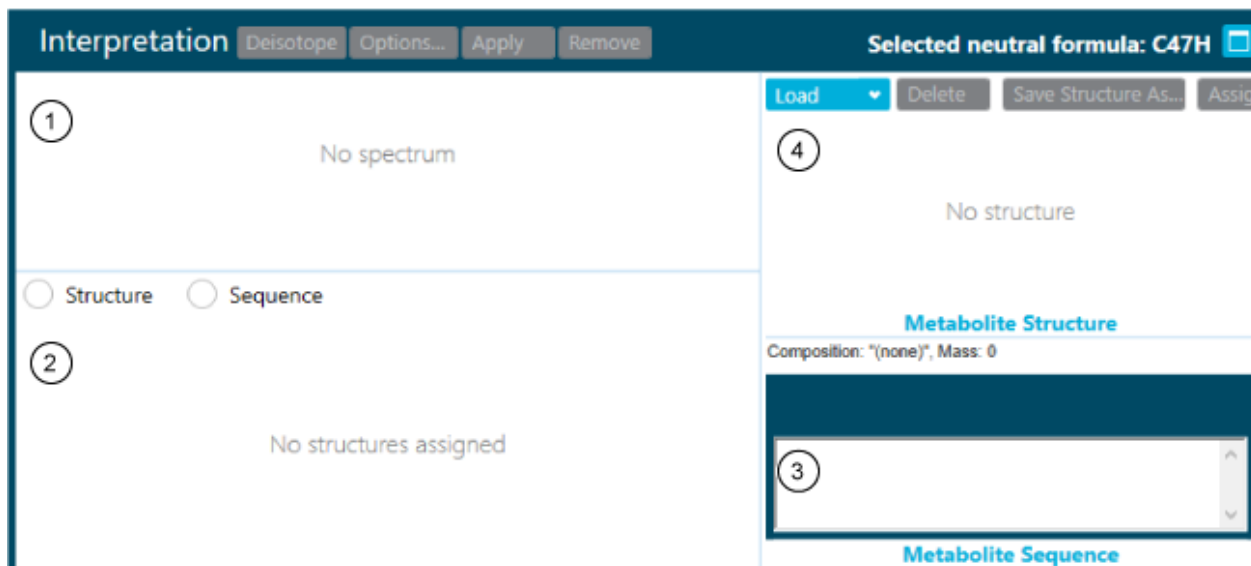 Interpretation Deisotope Options... Apply Remove Selected neutral formula: C47H
Load Delete Save Structure As... Assig
1
No spectrum
4
No structure
Structure Sequence
Metabolite Structure
Composition: "(none)", Mass: 0
2
No structures assigned
3
Metabolite Sequence